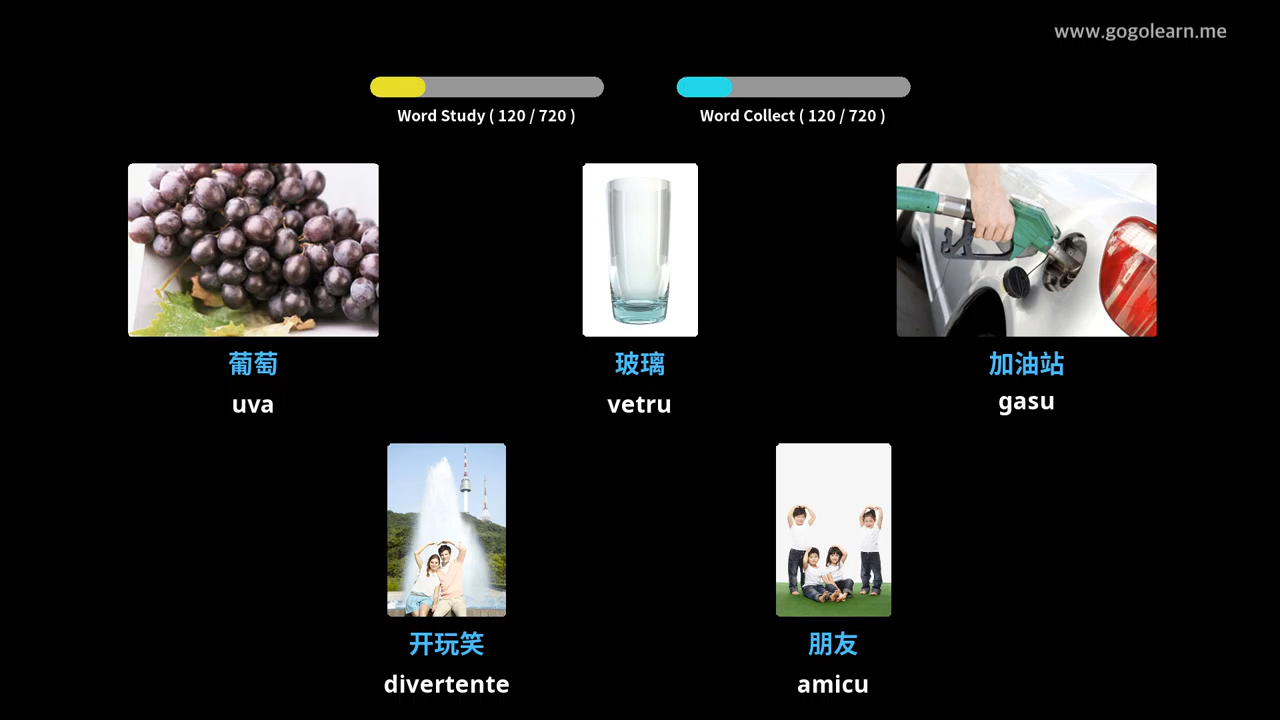 www.gogolearn.me
Word Study ( 120 / 720 )
Word Collect ( 120 / 720 )
葡萄
uva
玻璃
vetru
加油站
gasu
开玩笑
divertente
朋友
amicu